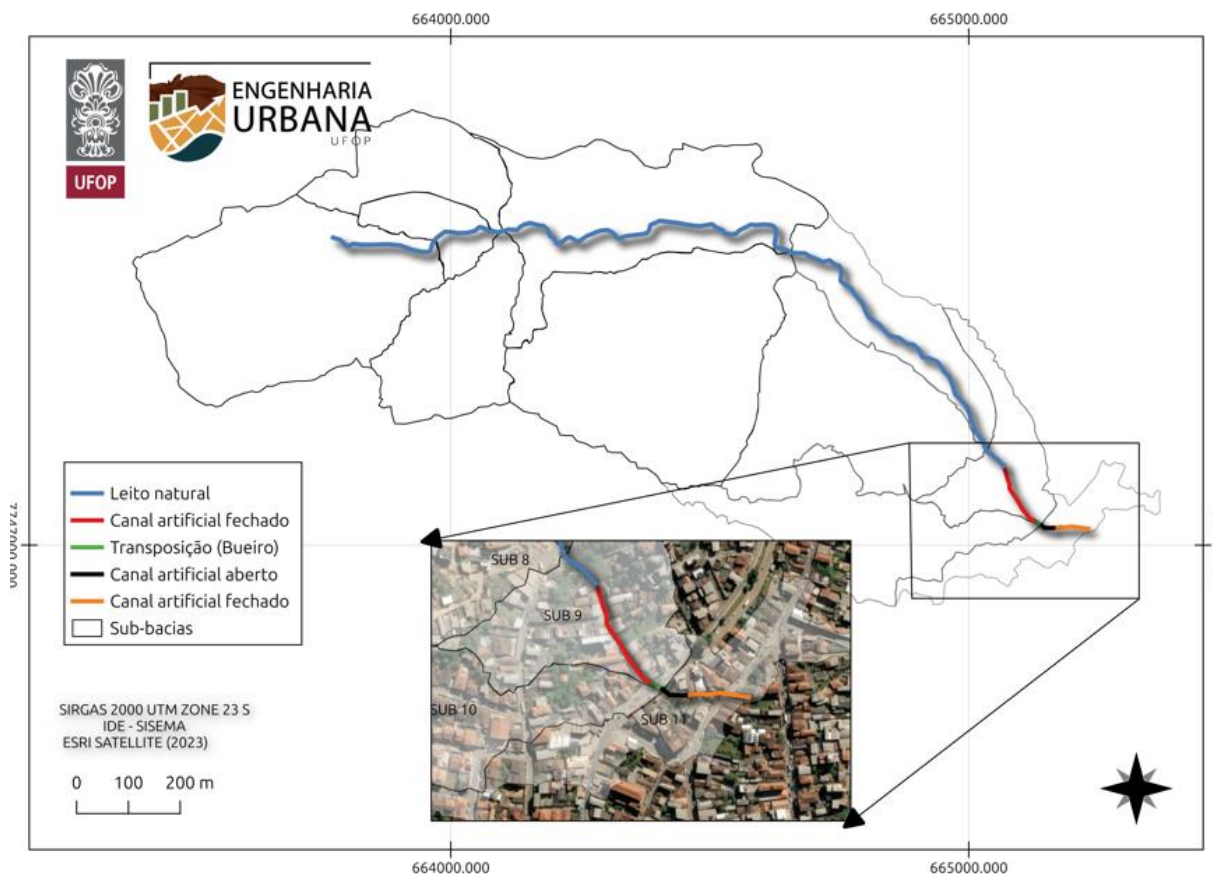 664000.000
665000.000
ENGENHARIA
URBANA
UFOP
UFOP
Leito natural
Canal artificial fechado
Transposição (Bueiro)
Canal artificial aberto
Canal artificial fechado
Sub-bacias
SUB 8
SUB 9
SUB 10
SUB 11
SIRGAS 2000 UTM ZONE 23 S
IDE - SISEMA
ESRI SATELLITE (2023)
0 100 200 m
664000.000
665000.000